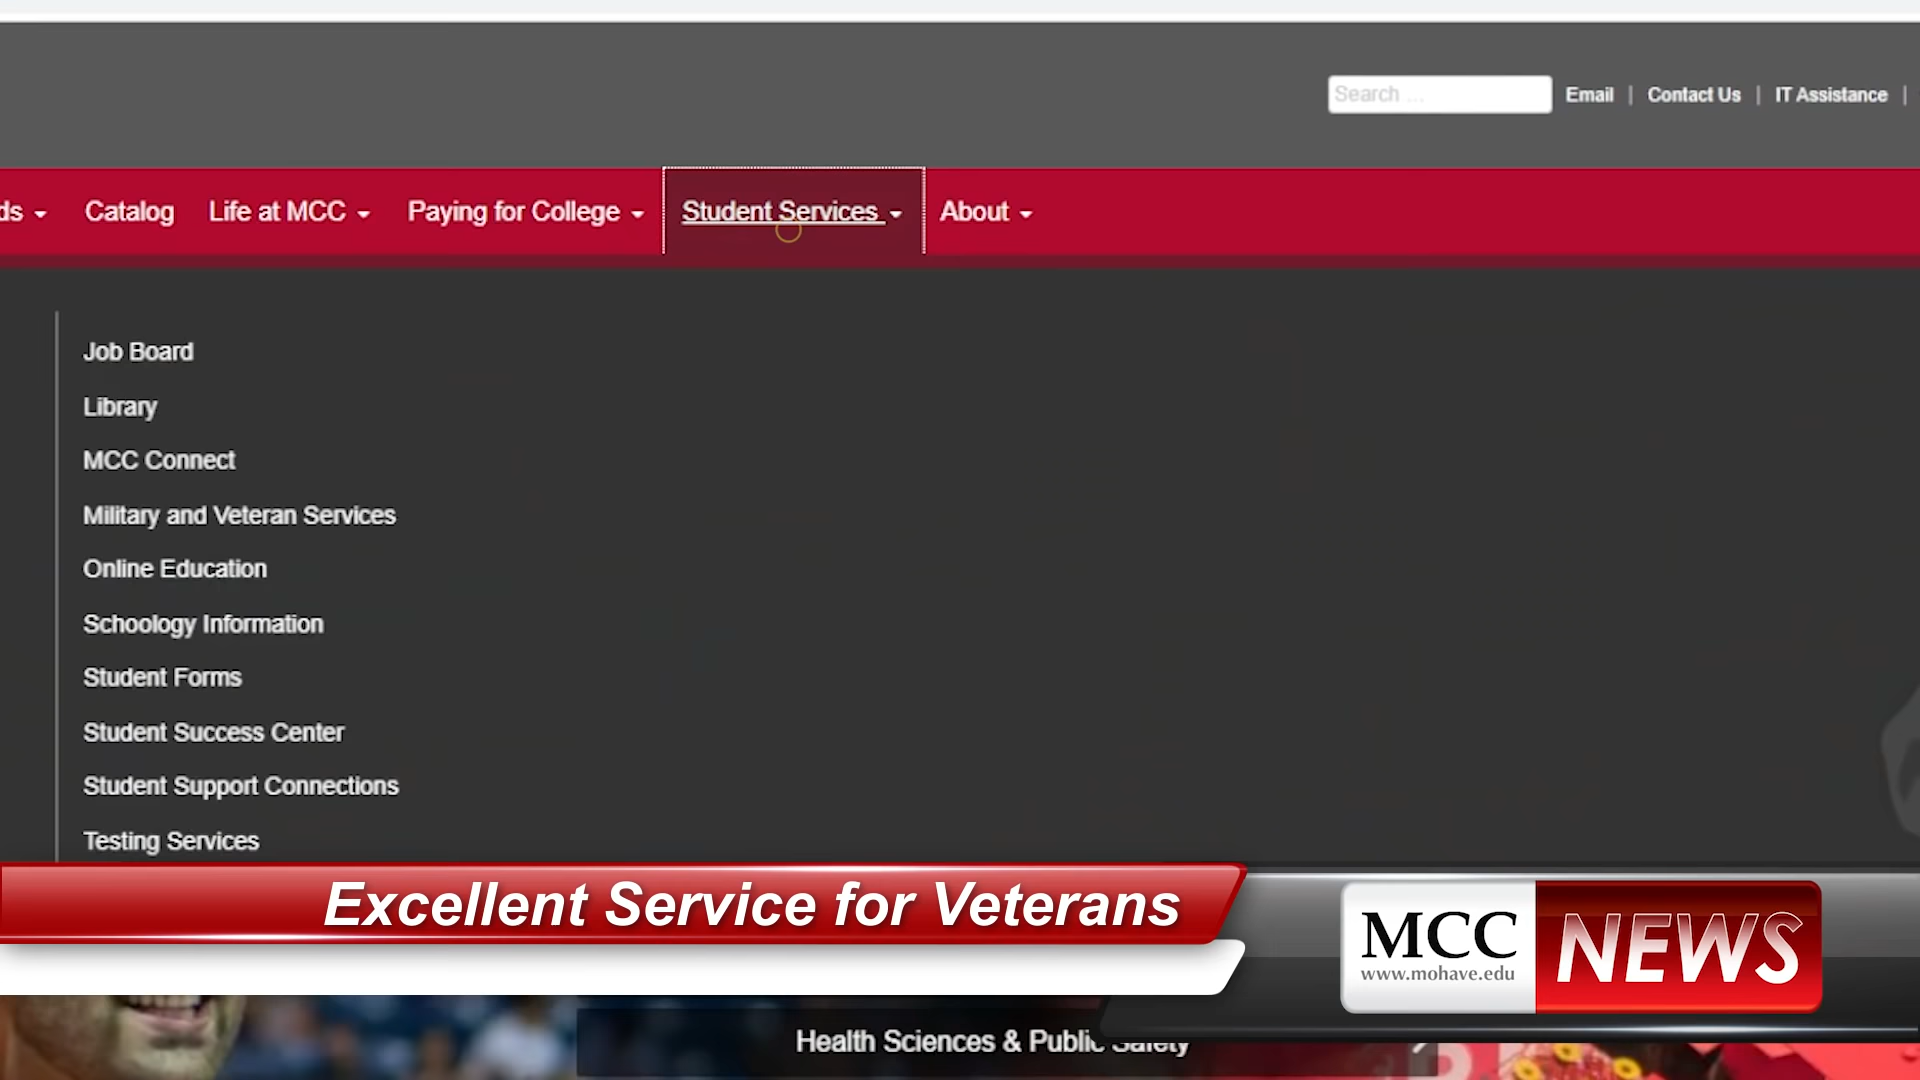 Search ...
Email | Contact Us | IT Assistance |
ds Catalog Life at MCC Paying for College Student Services About
Job Board
Library
MCC Connect
Military and Veteran Services
Online Education
Schoology Information
Student Forms
Student Success Center
Student Support Connections
Testing Services
Excellent Service for Veterans
MCC NEWS
www.mohave.edu
Health Sciences & Public Safety